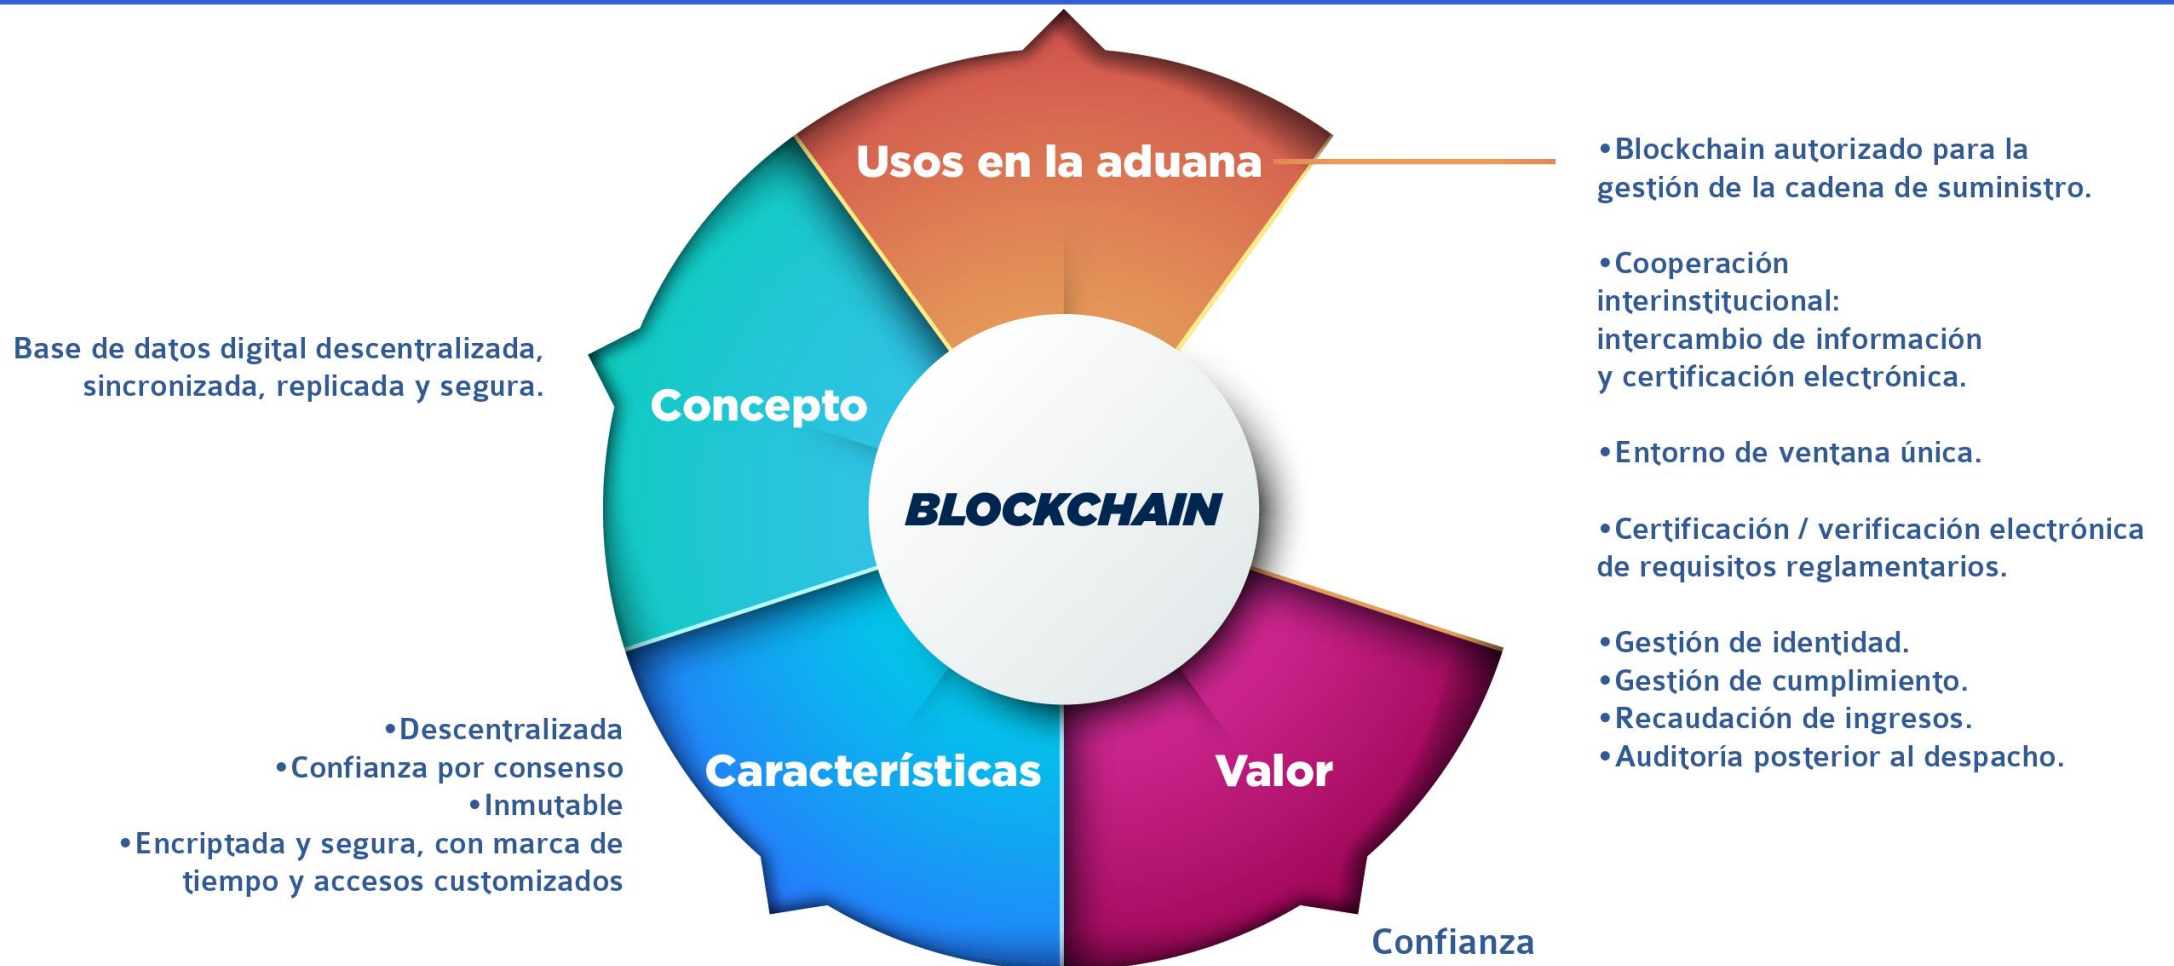 Usos en la aduana
•Blockchain autorizado para la
gestión de la cadena de suministro.
•Cooperación
interinstitucional:
intercambio de información
y certificación electrónica.
•Entorno de ventana única.
•Certificación / verificación electrónica
de requisitos reglamentarios.
•Gestión de identidad.
•Gestión de cumplimiento.
•Recaudación de ingresos.
•Auditoría posterior al despacho.
Base de datos digital descentralizada,
sincronizada, replicada y segura.
Concepto
BLOCKCHAIN
•Descentralizada
•Confianza por consenso
•Inmutable
•Encriptada y segura, con marca de
tiempo y accesos customizados
Características
Valor
Confianza